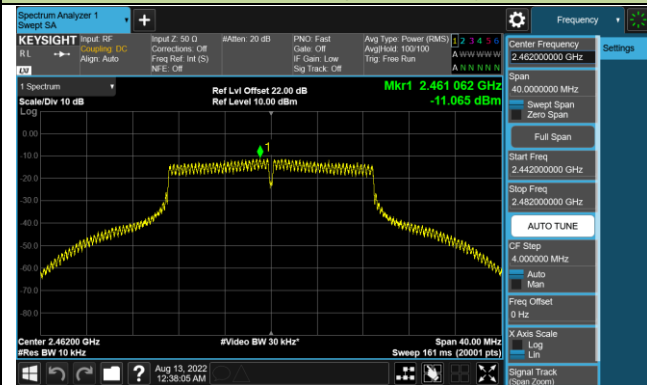 Spectrum Analyzer 1
Swept SA
+
Frequency
KEYSIGHT
Input: RF
Input Z: 50 Ω
#Atten: 20 dB
PNO: Fast
Avg Type: Power (RMS)
1 2 3 4 5 6
RL
Coupling: DC
Corrections: Off
Gate: Off
Avg|Hold: 100/100
A W W W W W
Align: Auto
Freq Ref: Int (S)
IF Gain: Low
Trig: Free Run
NFE: Off
Sig Track: Off
A N N N N N
LXI
1 Spectrum
Scale/Div 10 dB
Ref Lvl Offset 22.00 dB
Ref Level 10.00 dBm
Mkr1 2.461 062 GHz
-11.065 dBm
Log
0.00
-10.0
-20.0
-30.0
-40.0
-50.0
-60.0
-70.0
-80.0
1
Center 2.46200 GHz
#Video BW 30 kHz*
Span 40.00 MHz
#Res BW 10 kHz
Sweep 161 ms (20001 pts)
Center Frequency
2.462000000 GHz
Settings
Span
40.0000000 MHz
Swept Span
Zero Span
Full Span
Start Freq
2.442000000 GHz
Stop Freq
2.482000000 GHz
AUTO TUNE
CF Step
4.000000 MHz
Auto
Man
Freq Offset
0 Hz
X Axis Scale
Log
Lin
Signal Track
(Span Zoom)
?
Aug 13, 2022
12:38:05 AM